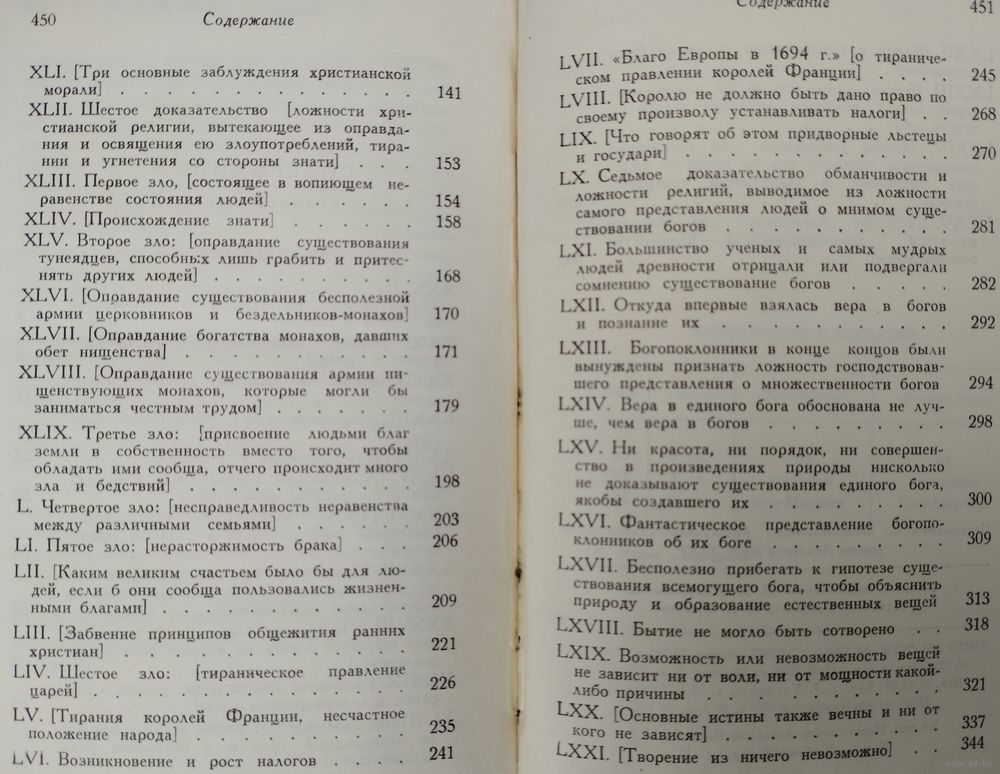 450
Содержание
XLI. [Три основные заблуждения христианской
морали] . . . . . . . . . . . . . . 141
XLII. Шестое доказательство [ложности хри-
стианской религии, вытекающее из оправда-
ния и освящения ею злоупотреблений, тира-
нии и угнетения со стороны знати] . . . 153
XLIII. Первое зло, [состоящее в вопиющем не-
равенстве состояния людей] . . . . . . 154
XLIV. [Происхождение знати] . . . . . . 158
XLV. Второе зло: [оправдание существования
тунеядцев, способных лишь грабить и притес-
нять других людей] . . . . . . . . . 168
XLVI. [Оправдание существования бесполезной
армии церковников и бездельников-монахов] 170
XLVII. [Оправдание богатства монахов, давших
обет нищенства] . . . . . . . . . . 171
XLVIII. [Оправдание существования армии ни-
щенствующих монахов, которые могли бы
заниматься честным трудом] . . . . . . 179
XLIX. Третье зло: [присвоение людьми благ
земли в собственность вместо того, чтобы
обладать ими сообща, отчего происходит много
зла и бедствий] . . . . . . . . . . 198
L. Четвертое зло: [несправедливость неравенства
между различными семьями] . . . . . . 203
LI. Пятое зло: [нерасторжимость брака] . . . 206
LII. [Каким великим счастьем было бы для лю-
дей, если б они сообща пользовались жизнен-
ными благами] . . . . . . . . . . . 209
LIII. [Забвение принципов общежития ранних
христиан] . . . . . . . . . . . . . 221
LIV. Шестое зло: [тираническое правление
царей] . . . . . . . . . . . . . . 226
LV. [Тирания королей Франции, несчастное
положение народа] . . . . . . . . . 235
LVI. Возникновение и рост налогов . . . . 241
Содержание
451
LVII. «Благо Европы в 1694 г.» [о тираниче-
ском правлении королей Франции] . . . . 245
LVIII. [Королю не должно быть дано право по
своему произволу устанавливать налоги] . . 268
LIX. [Что говорят об этом придворные льстецы
и государи] . . . . . . . . . . . . 270
LX. Седьмое доказательство обманчивости и
ложности религий, выводимое из ложности
самого представления людей о мнимом суще-
ствовании богов . . . . . . . . . . 281
LXI. Большинство ученых и самых мудрых
людей древности отрицали или подвергали
сомнению существование богов . . . . . 282
LXII. Откуда впервые взялась вера в богов
и познание их . . . . . . . . . . . 292
LXIII. Богопоклонники в конце концов были
вынуждены признать ложность господствовав-
шего представления о множественности богов 294
LXIV. Вера в единого бога обоснована не луч-
ше, чем вера в богов . . . . . . . . 298
LXV. Ни красота, ни порядок, ни совершен-
ство в произведениях природы нисколько
не доказывают существования единого бога,
якобы создавшего их . . . . . . . . 300
LXVI. Фантастическое представление богопо-
клонников об их боге . . . . . . . . 309
LXVII. Бесполезно прибегать к гипотезе суще-
ствования всемогущего бога, чтобы объяснить
природу и образование естественных вещей 313
LXVIII. Бытие не могло быть сотворено . . 318
LXIX. Возможность или невозможность вещей
не зависит ни от воли, ни от мощности какой-
либо причины . . . . . . . . . . . 321
LXX. [Основные истины также вечны и ни от
кого не зависят] . . . . . . . . . . 337
LXXI. [Творение из ничего невозможно] . . 344
www.ay.by